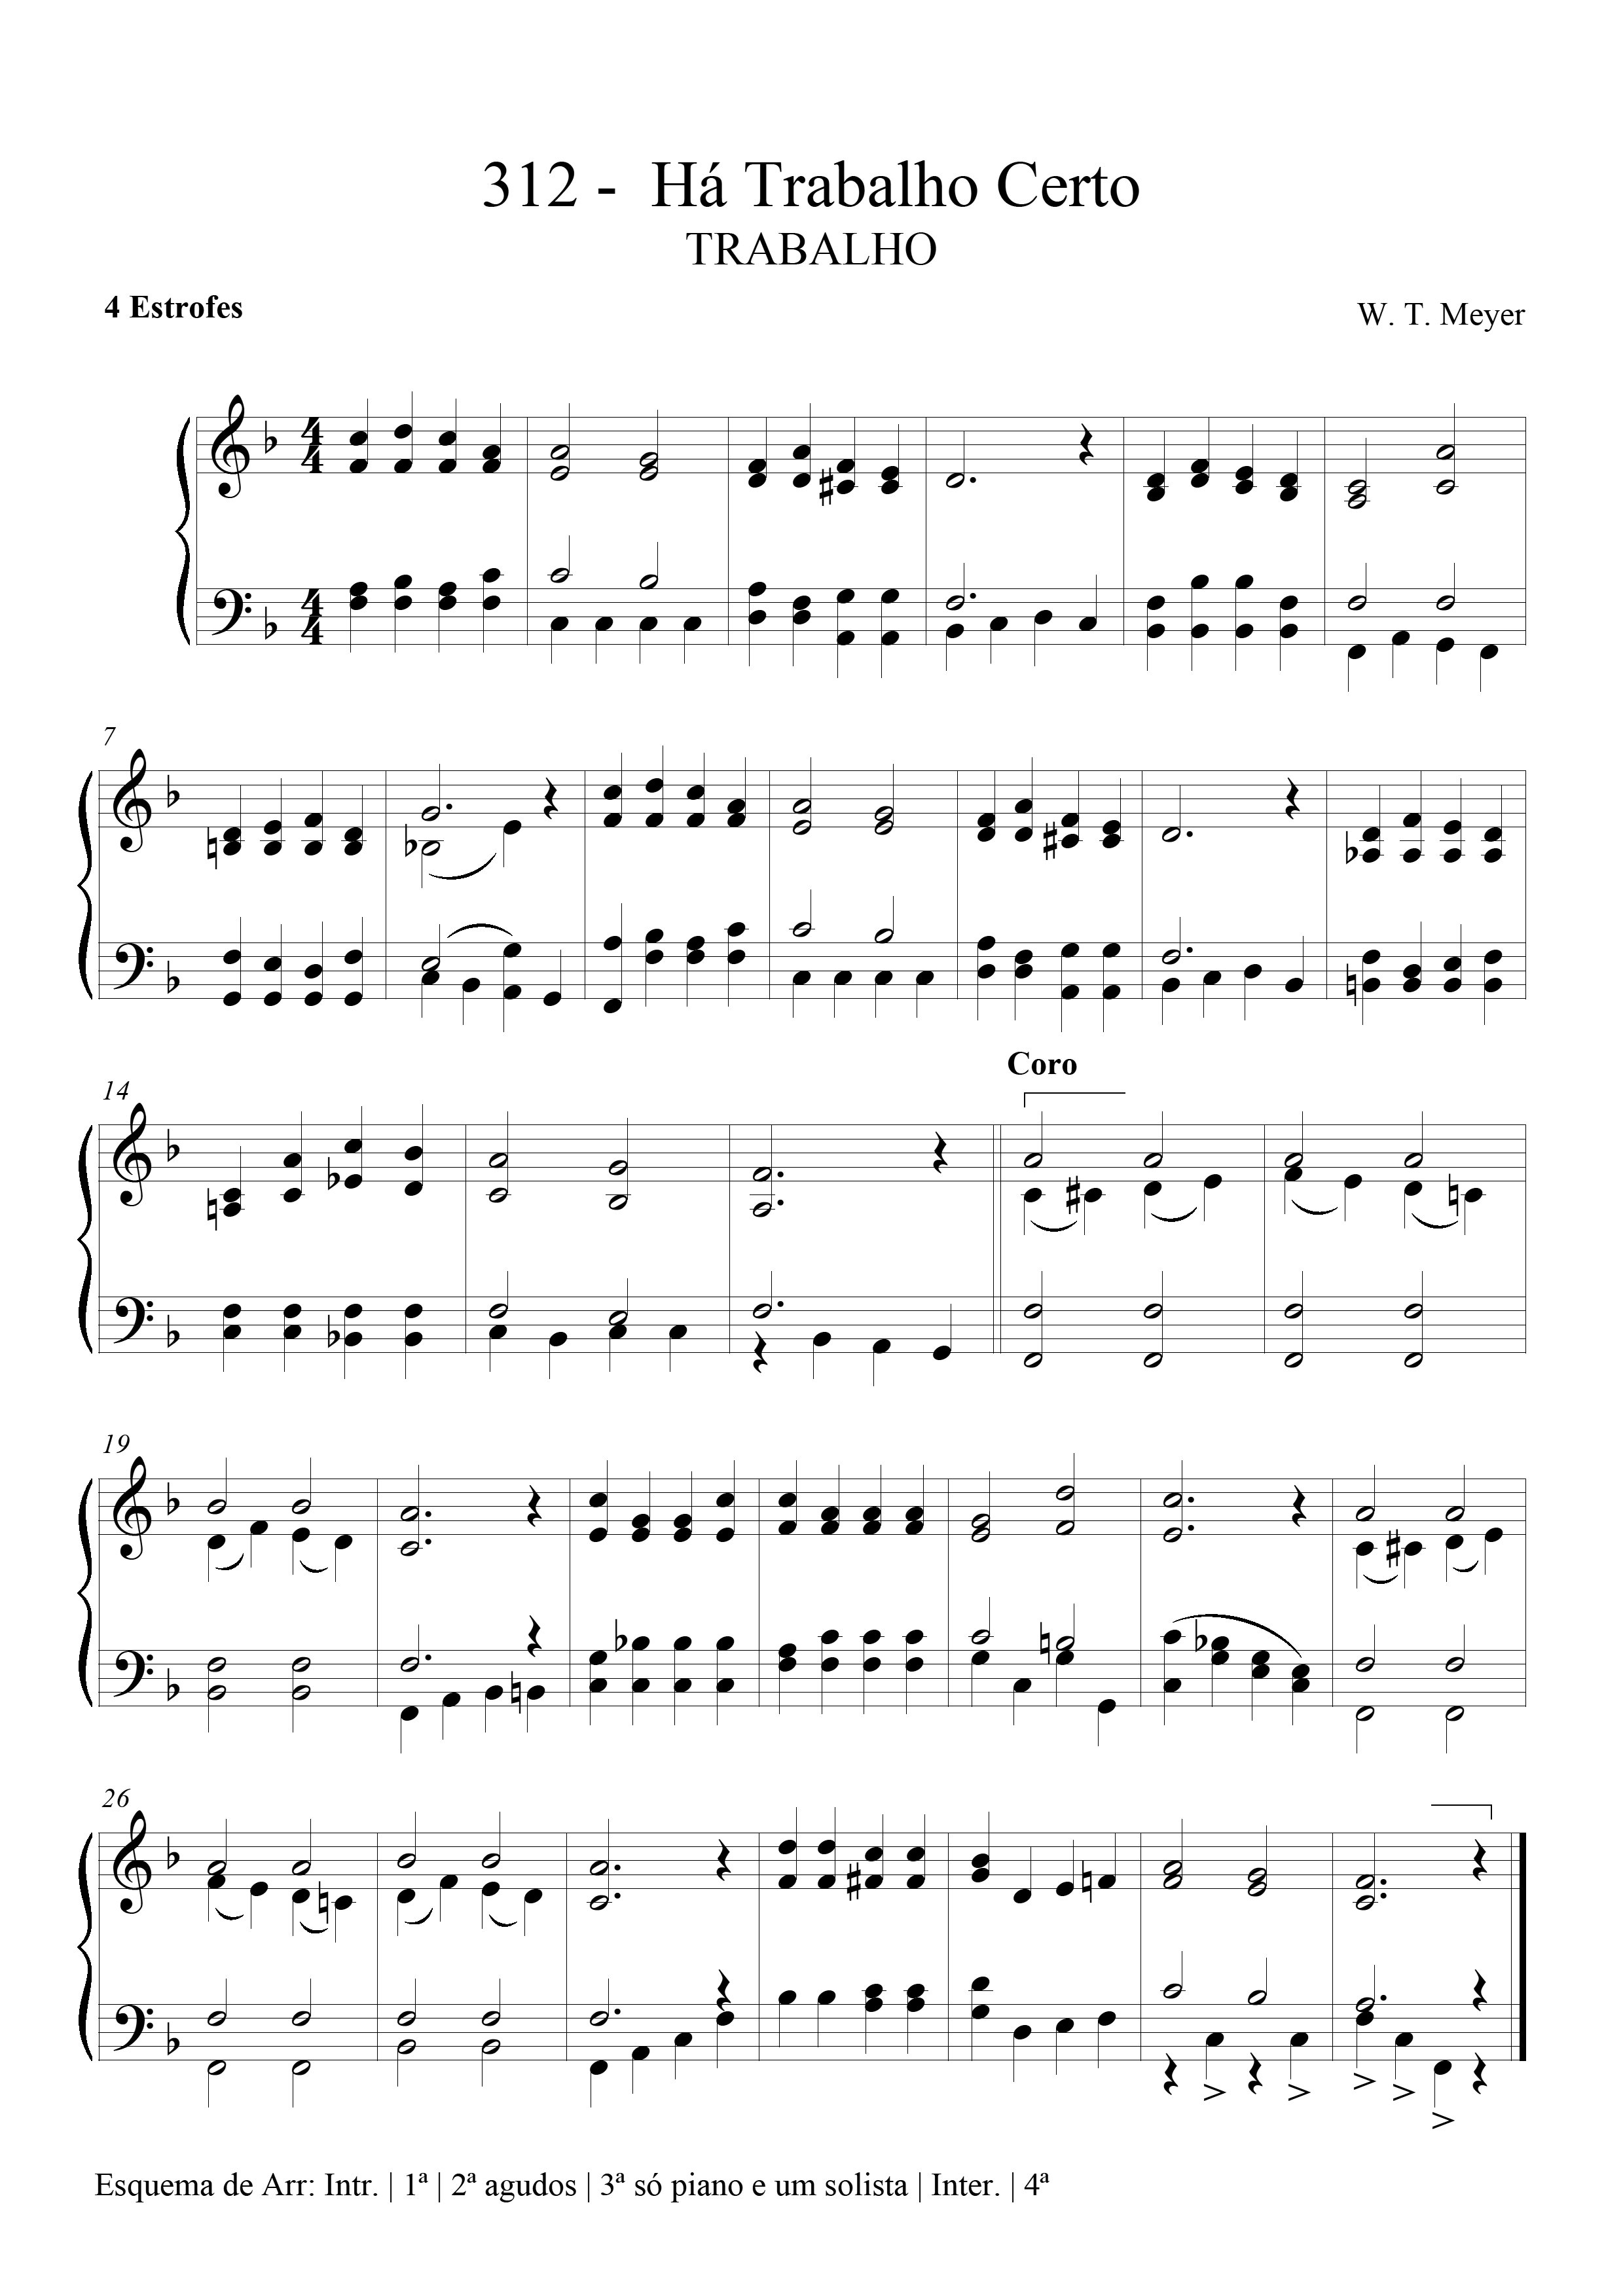 312 - Há Trabalho Certo
TRABALHO
4 Estrofes
W. T. Meyer
7
Coro
14
19
26
Esquema de Arr: Intr. | 1ª | 2ª agudos | 3ª só piano e um solista | Inter. | 4ª